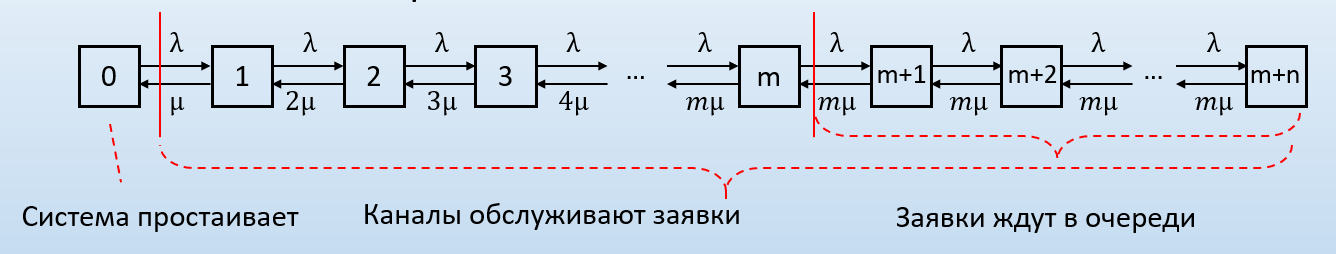 λ λ λ λ λ λ λ λ λ
0 1 2 3 ... m m+1 m+2 ... m+n
μ 2μ 3μ 4μ mμ mμ mμ mμ mμ
Система простаивает Каналы обслуживают заявки Заявки ждут в очереди